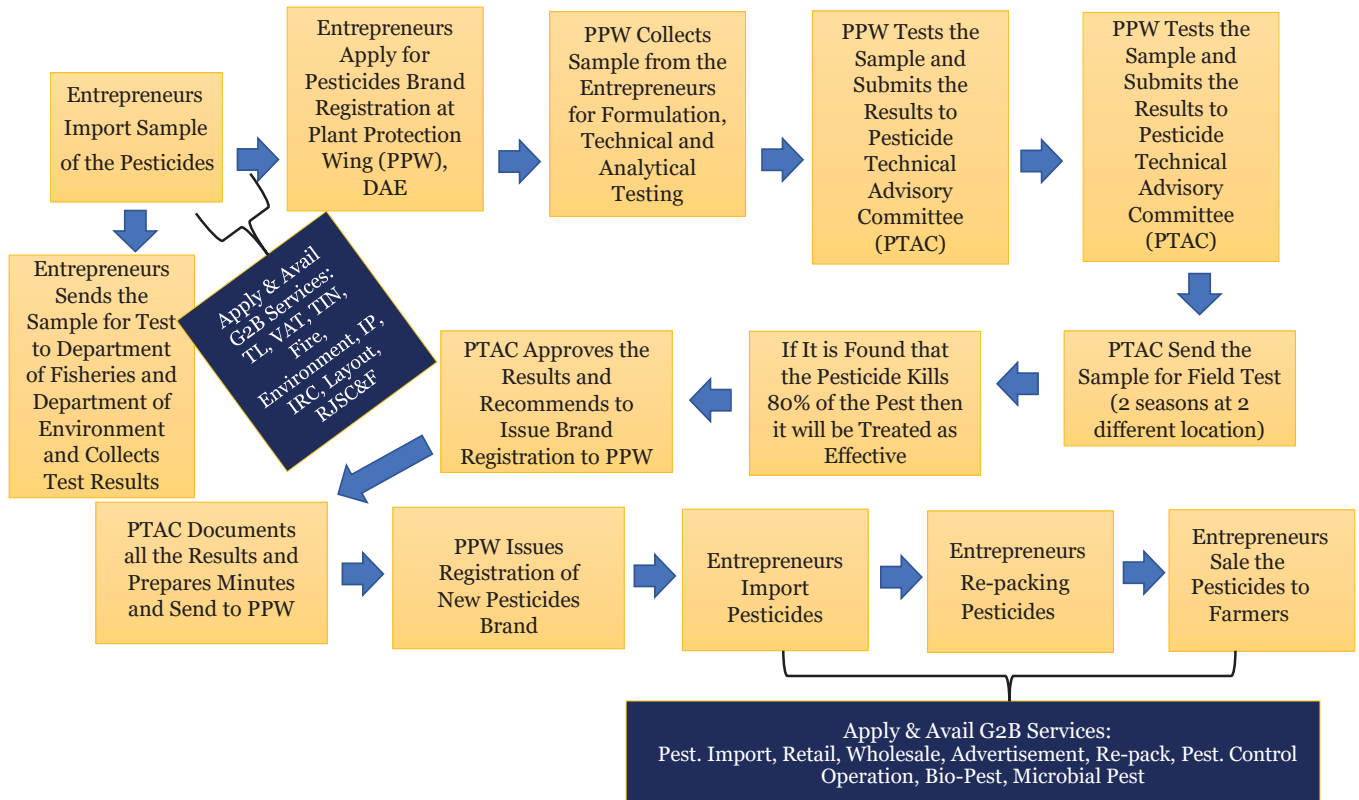 Entrepreneurs
Import Sample
of the Pesticides
Entrepreneurs
Apply for
Pesticides Brand
Registration at
Plant Protection
Wing (PPW),
DAE
PPW Collects
Sample from the
Entrepreneurs
for Formulation,
Technical and
Analytical
Testing
PPW Tests the
Sample and
Submits the
Results to
Pesticide
Technical
Advisory
Committee
(PTAC)
PPW Tests the
Sample and
Submits the
Results to
Pesticide
Technical
Advisory
Committee
(PTAC)
Entrepreneurs
Sends the
Sample for Test
to Department
of Fisheries and
Department of
Environment
and Collects
Test Results
Apply & Avail
G2B Services:
TL, VAT, TIN,
Fire,
Environment, IP,
IRC, Layout,
RJSC&F
PTAC Approves the
Results and
Recommends to
Issue Brand
Registration to PPW
If It is Found that
the Pesticide Kills
80% of the Pest then
it will be Treated as
Effective
PTAC Send the
Sample for Field Test
(2 seasons at 2
different location)
PTAC Documents
all the Results and
Prepares Minutes
and Send to PPW
PPW Issues
Registration of
New Pesticides
Brand
Entrepreneurs
Import
Pesticides
Entrepreneurs
Re-packing
Pesticides
Entrepreneurs
Sale the
Pesticides to
Farmers
Apply & Avail G2B Services:
Pest. Import, Retail, Wholesale, Advertisement, Re-pack, Pest. Control
Operation, Bio-Pest, Microbial Pest